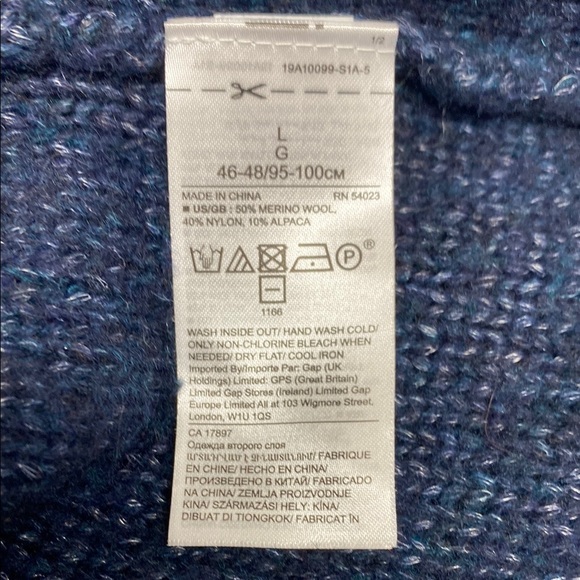 1/2
19A10099-S1A-5
L
G
46-48/95-100CM
MADE IN CHINA RN 54023
■ US/GB : 50% MERINO WOOL,
40% NYLON, 10% ALPACA
P ®
1166
WASH INSIDE OUT/ HAND WASH COLD/
ONLY NON-CHLORINE BLEACH WHEN
NEEDED/ DRY FLAT/ COOL IRON
Imported By/Importe Par: Gap (UK
Holdings) Limited: GPS (Great Britain)
Limited Gap Stores (Ireland) Limited Gap
Europe Limited All at 103 Wigmore Street,
London, W1U 1QS
CA 17897
Одежда второго слоя
ԱՐՏԱԴՐՎԱԾ Է ՉԻՆԱՍՏԱՆՈՒՄ/ FABRIQUE
EN CHINE/ HECHO EN CHINA/
ПРОИЗВЕДЕНО В КИТАЙ/ FABRICADO
NA CHINA/ ZEMLJA PROIZVODNJE
KINA/ SZÁRMAZÁSI HELY: KÍNA/
DIBUAT DI TIONGKOK/ FABRICAT ÎN